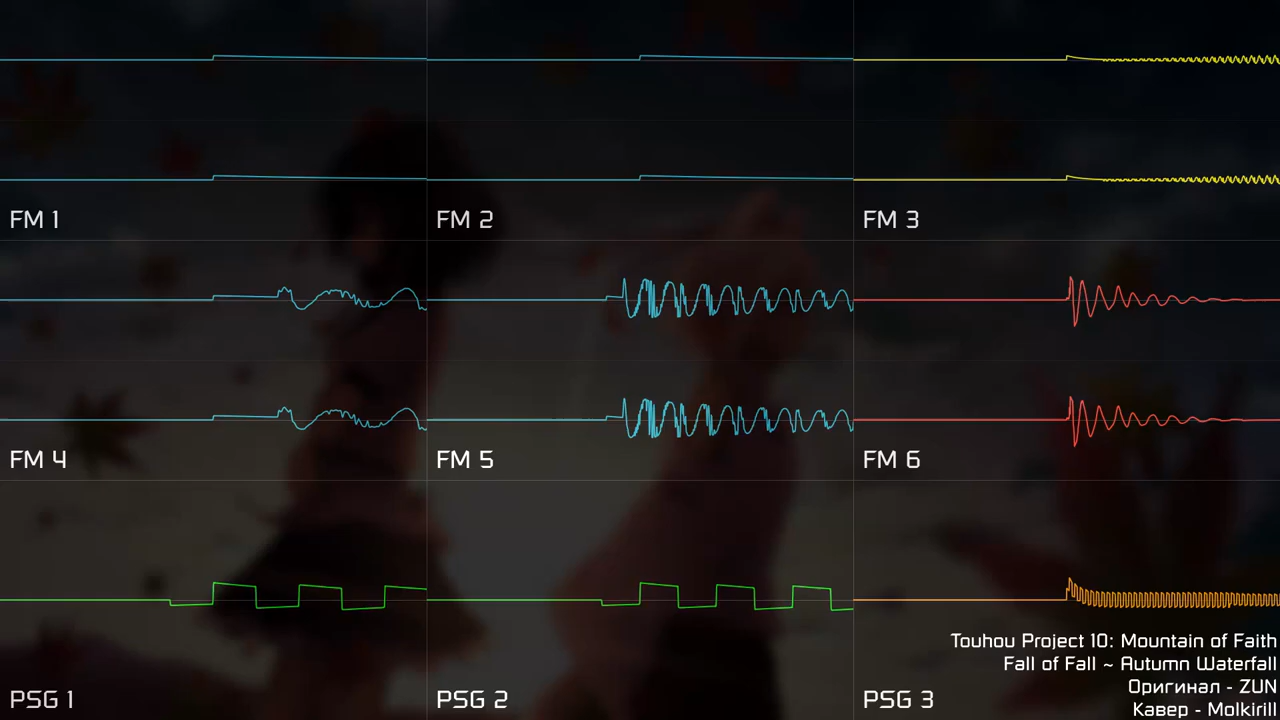 FM 1
FM 2
FM 3
FM 4
FM 5
FM 6
PSG 1
PSG 2
PSG 3
Touhou Project 10: Mountain of Faith
Fall of Fall ~ Autumn Waterfall
Оригинал - ZUN
Кавер - Molkirill